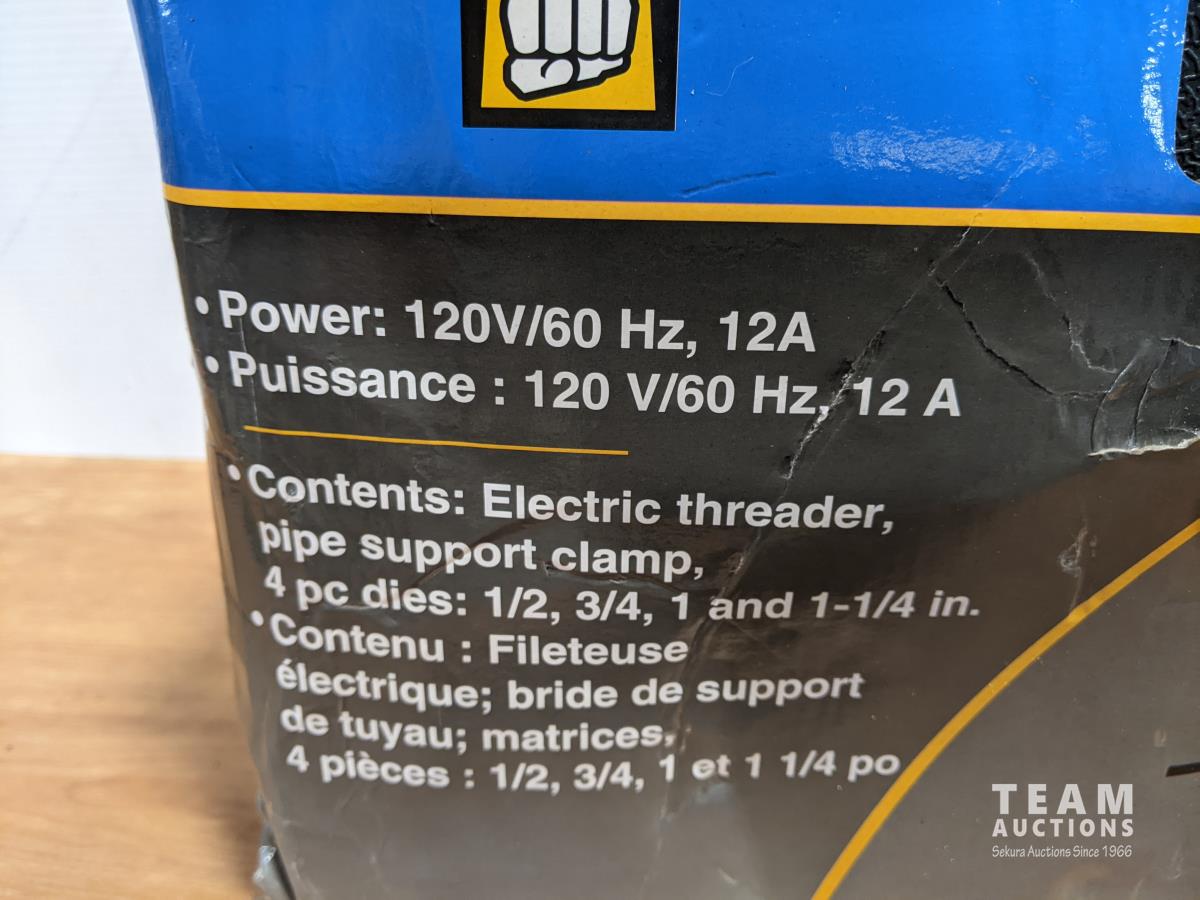 • Power: 120V/60 Hz, 12A
• Puissance : 120 V/60 Hz, 12 A
• Contents: Electric threader,
pipe support clamp,
4 pc dies: 1/2, 3/4, 1 and 1-1/4 in.
• Contenu : Fileteuse
électrique; bride de support
de tuyau; matrices,
4 pièces : 1/2, 3/4, 1 et 1 1/4 po
TEAM
AUCTIONS
Sekura Auctions Since 1966